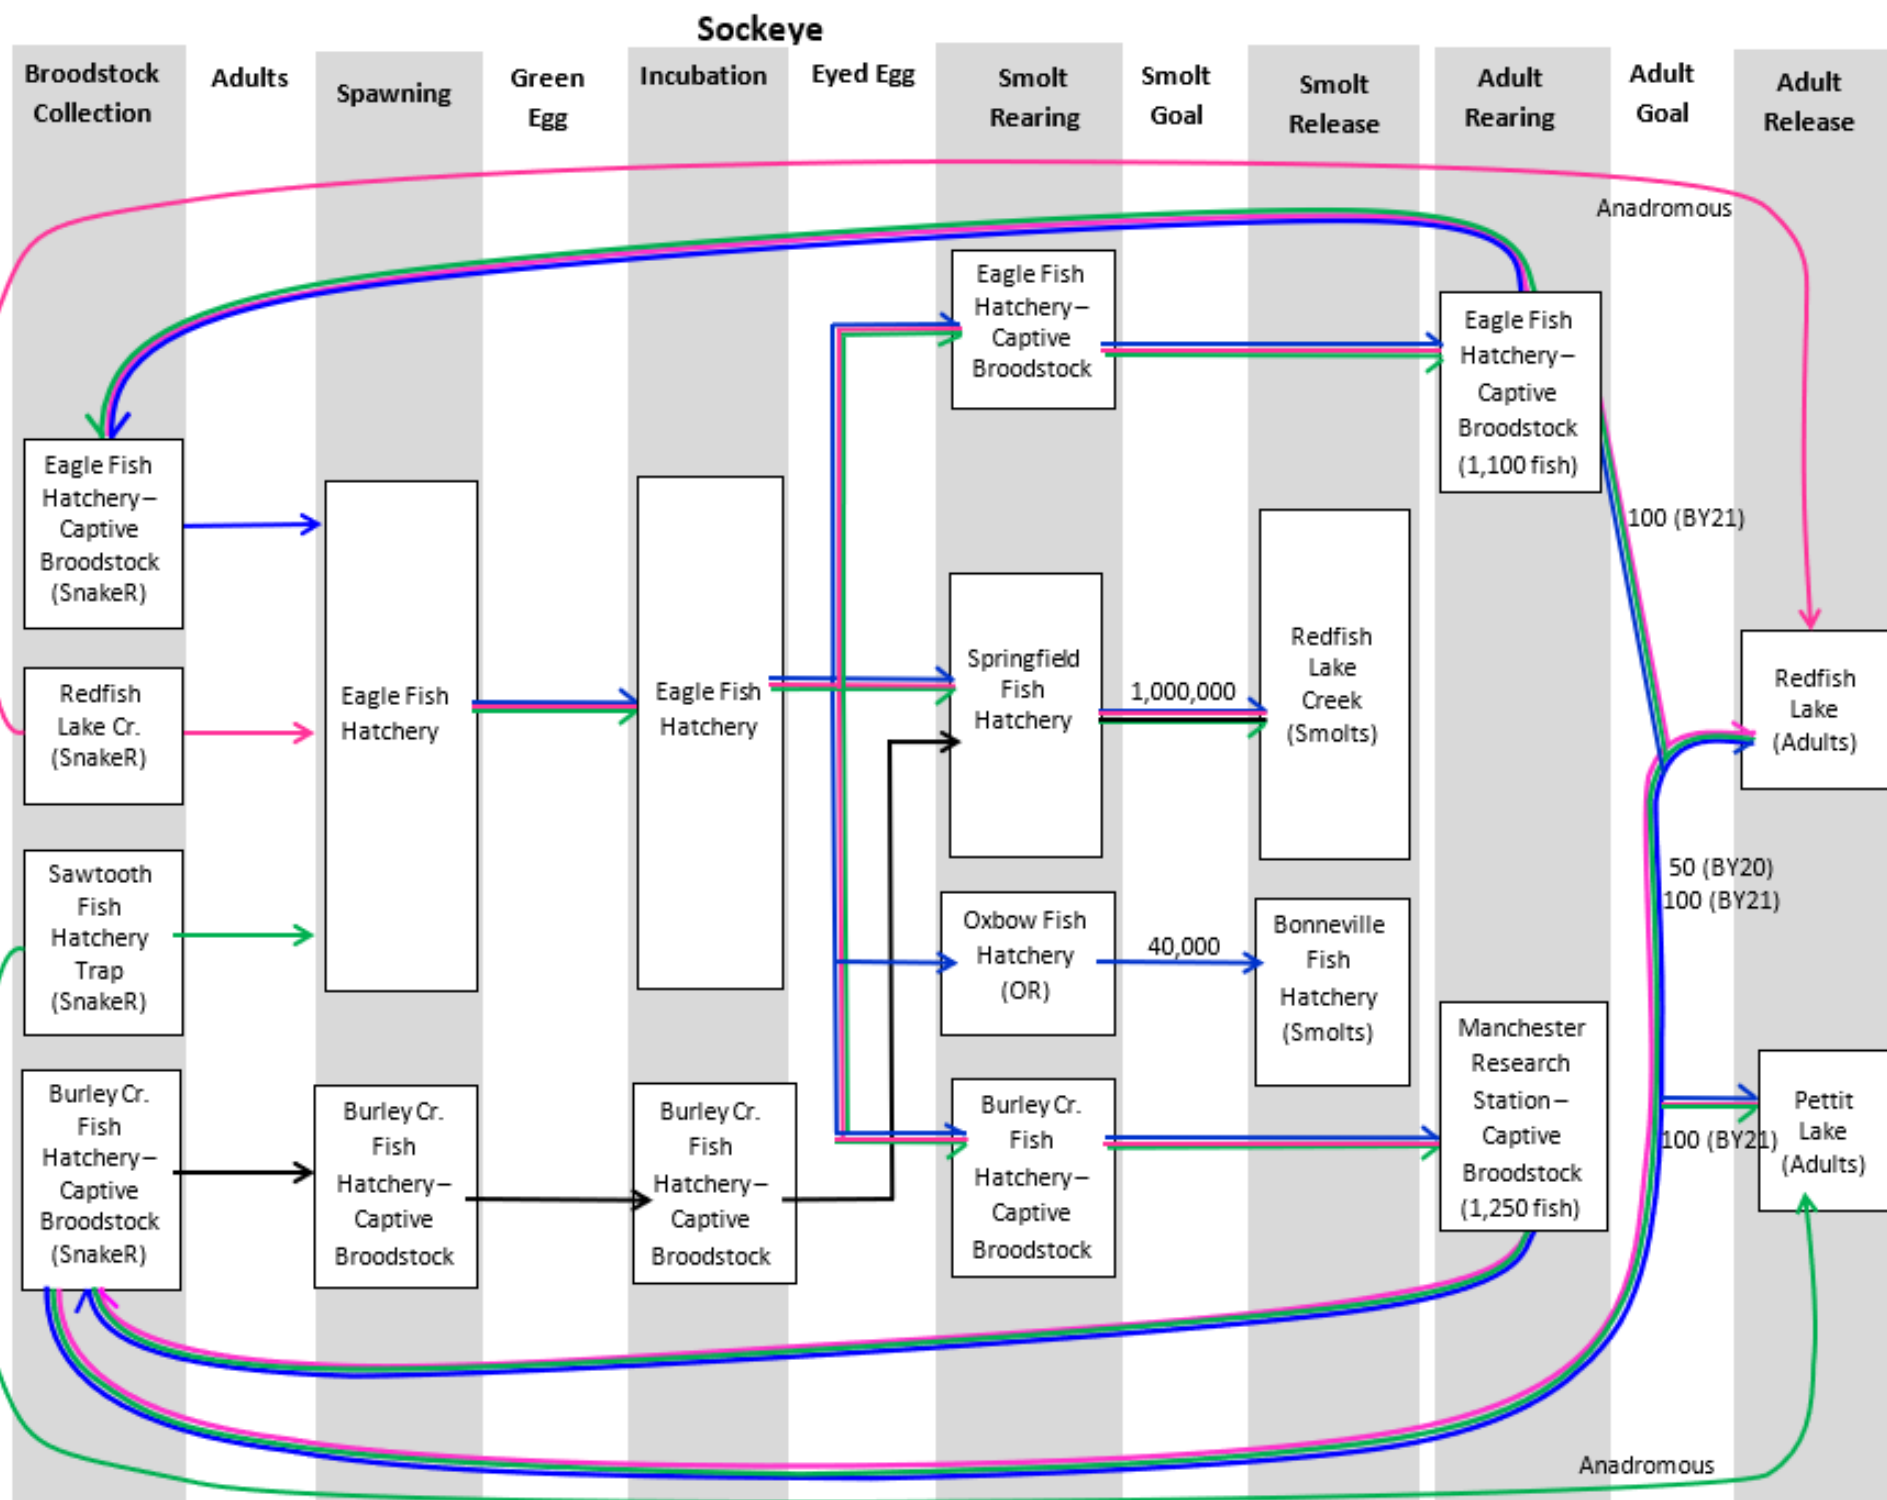 Sockeye
Broodstock
Collection
Adults
Spawning
Green
Egg
Incubation
Eyed Egg
Smolt
Rearing
Smolt
Goal
Smolt
Release
Adult
Rearing
Adult
Goal
Adult
Release
Anadromous
Eagle Fish
Hatchery–
Captive
Broodstock
(SnakeR)
Redfish
Lake Cr.
(SnakeR)
Sawtooth
Fish
Hatchery
Trap
(SnakeR)
Burley Cr.
Fish
Hatchery–
Captive
Broodstock
(SnakeR)
Eagle Fish
Hatchery
Burley Cr.
Fish
Hatchery–
Captive
Broodstock
Eagle Fish
Hatchery
Burley Cr.
Fish
Hatchery–
Captive
Broodstock
Eagle Fish
Hatchery–
Captive
Broodstock
Springfield
Fish
Hatchery
Oxbow Fish
Hatchery
(OR)
Burley Cr.
Fish
Hatchery–
Captive
Broodstock
1,000,000
40,000
Redfish
Lake
Creek
(Smolts)
Bonneville
Fish
Hatchery
(Smolts)
Eagle Fish
Hatchery–
Captive
Broodstock
(1,100 fish)
Manchester
Research
Station–
Captive
Broodstock
(1,250 fish)
100 (BY21)
50 (BY20)
100 (BY21)
100 (BY21)
Redfish
Lake
(Adults)
Pettit
Lake
(Adults)
Anadromous